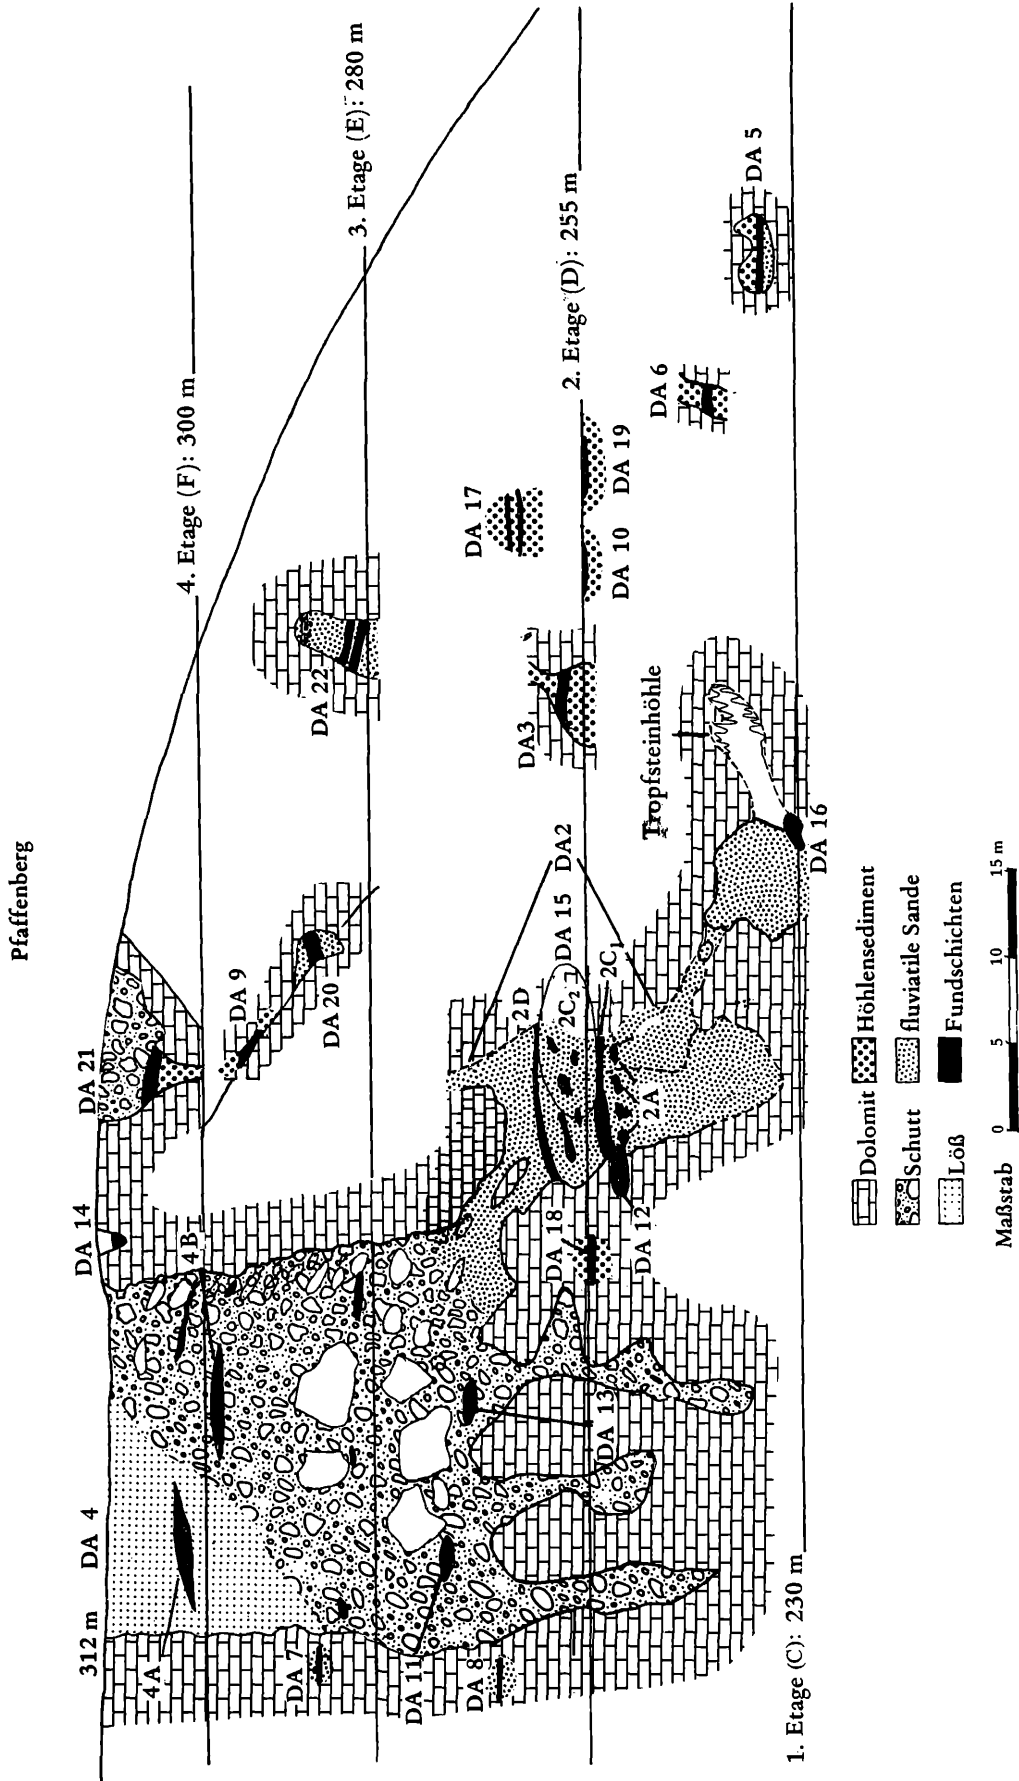 Pfaffenberg
312 m
DA 4
DA 14
DA 21
4A
4B
4. Etage (F): 300 m
DA 9
DA 20
DA 22
DA 7
3. Etage (E): 280 m
DA 11
DA 8
DA 13
DA 18
DA 12
2D
2C2
2C1
2A
DA 15
DA2
DA3
DA 17
DA 10
DA 19
2. Etage (D): 255 m
Tropfsteinhöhle
DA 16
DA 6
DA 5
1. Etage (C): 230 m
Dolomit Höhlensediment
Schutt fluviatile Sande
Löß Fundschichten
Maßstab 0 5 10 15 m